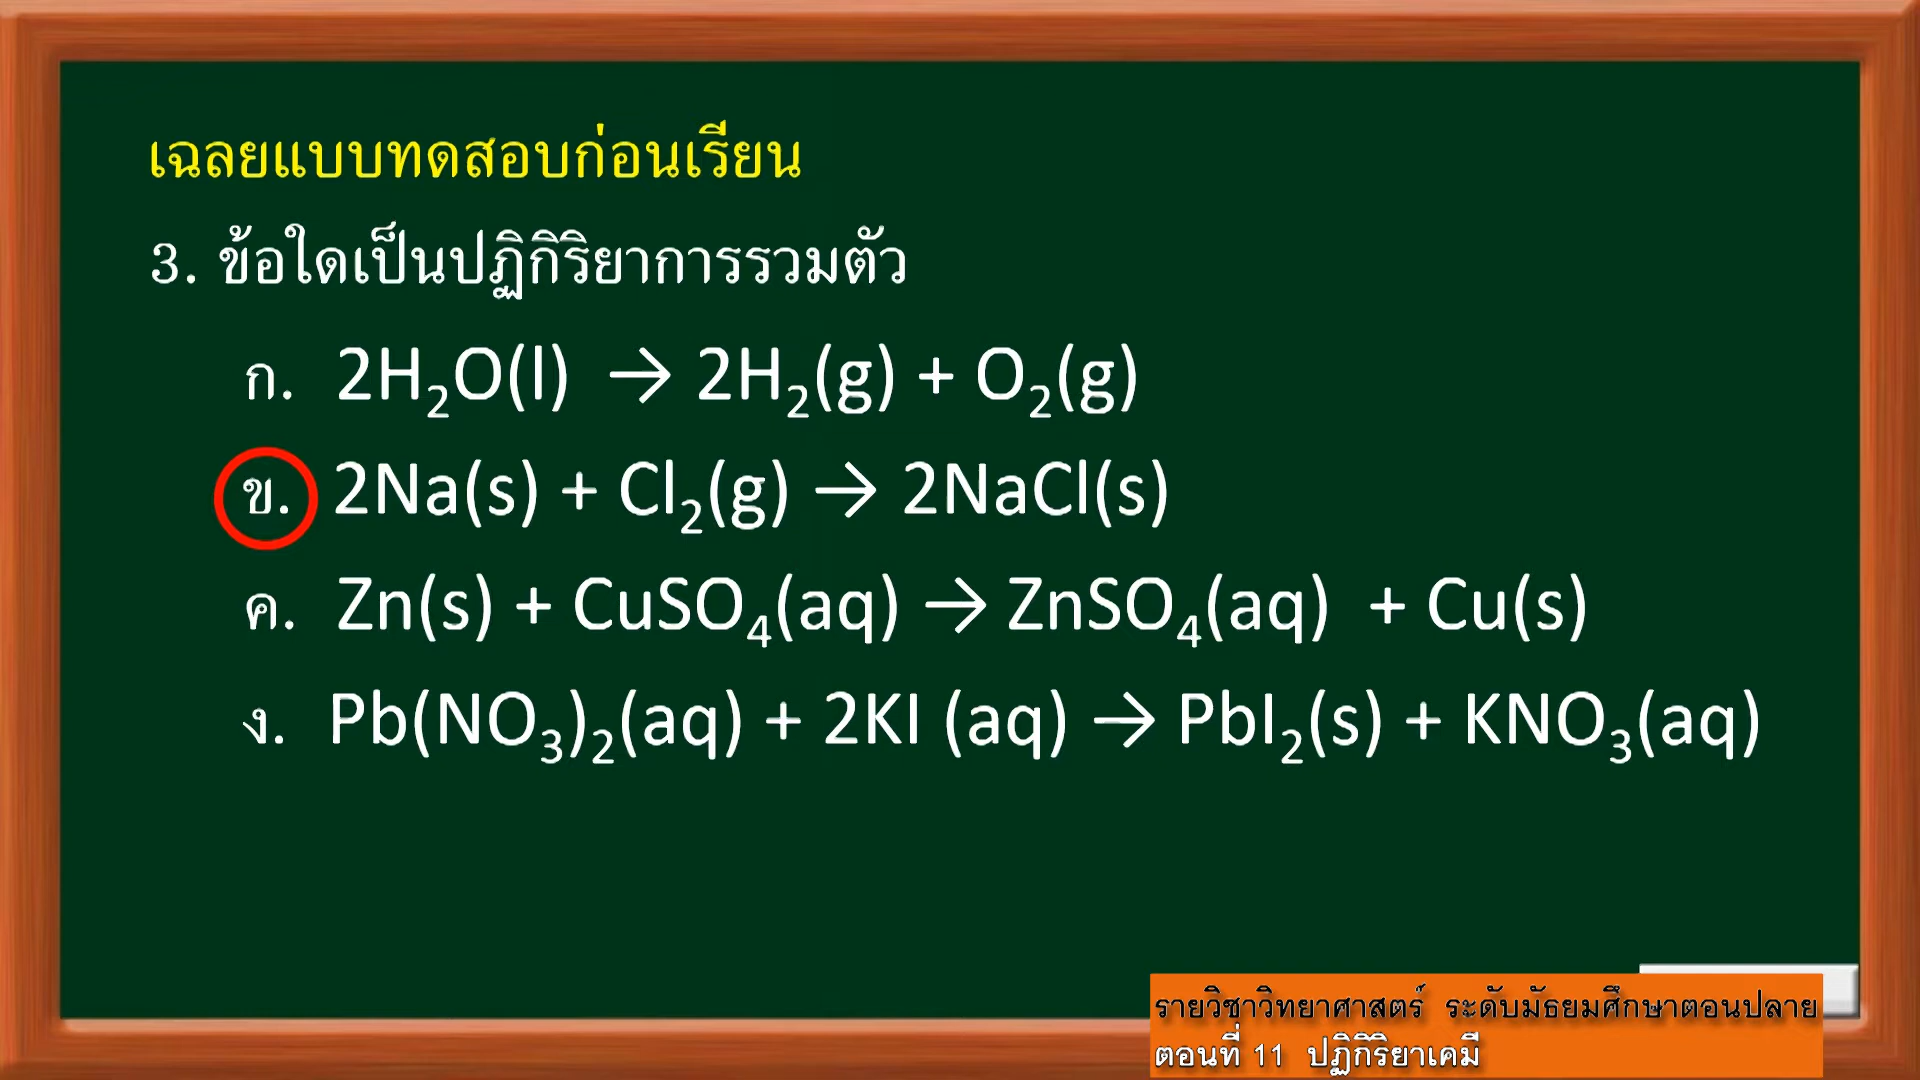 เฉลยแบบทดสอบก่อนเรียน
3. ข้อใดเป็นปฏิกิริยาการรวมตัว
ก. 2H₂O(l) → 2H₂(g) + O₂(g)
ข. 2Na(s) + Cl₂(g) → 2NaCl(s)
ค. Zn(s) + CuSO₄(aq) → ZnSO₄(aq) + Cu(s)
ง. Pb(NO₃)₂(aq) + 2KI (aq) → PbI₂(s) + KNO₃(aq)
รายวิชาวิทยาศาสตร์ ระดับมัธยมศึกษาตอนปลาย
ตอนที่ 11 ปฏิกิริยาเคมี